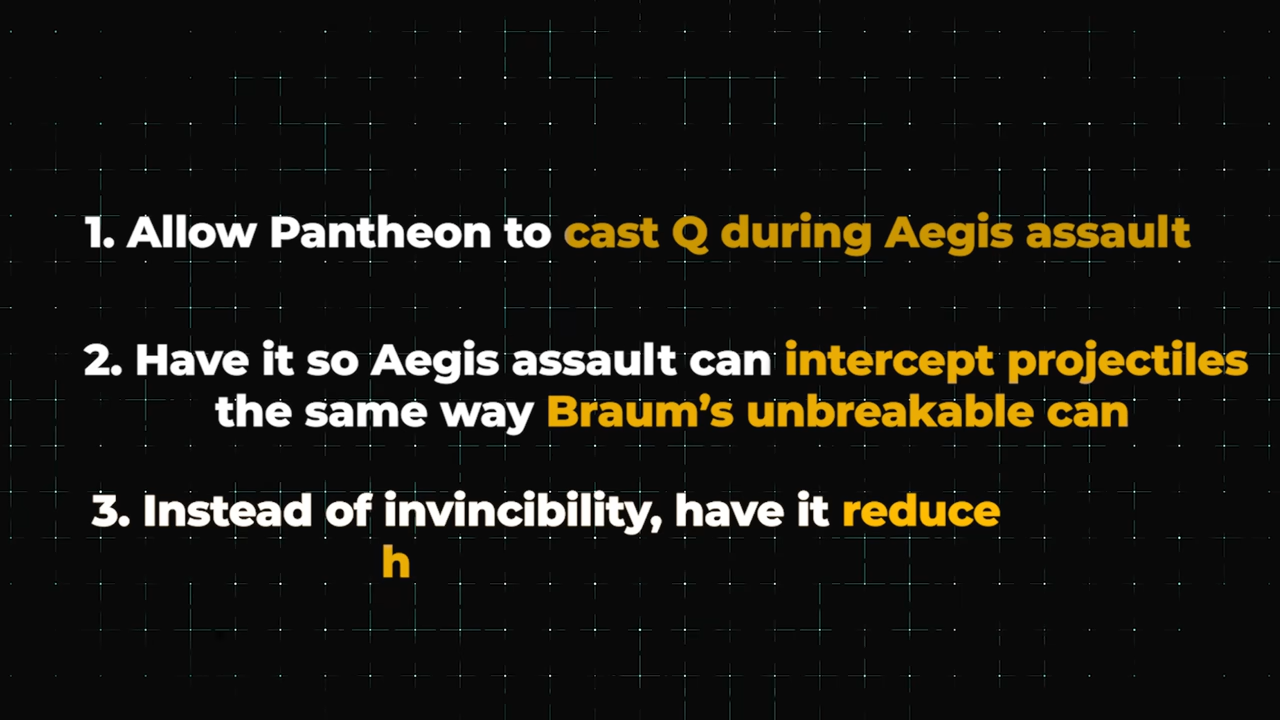 1. Allow Pantheon to cast Q during Aegis assault
2. Have it so Aegis assault can intercept projectiles
the same way Braum’s unbreakable can
3. Instead of invincibility, have it reduce
h